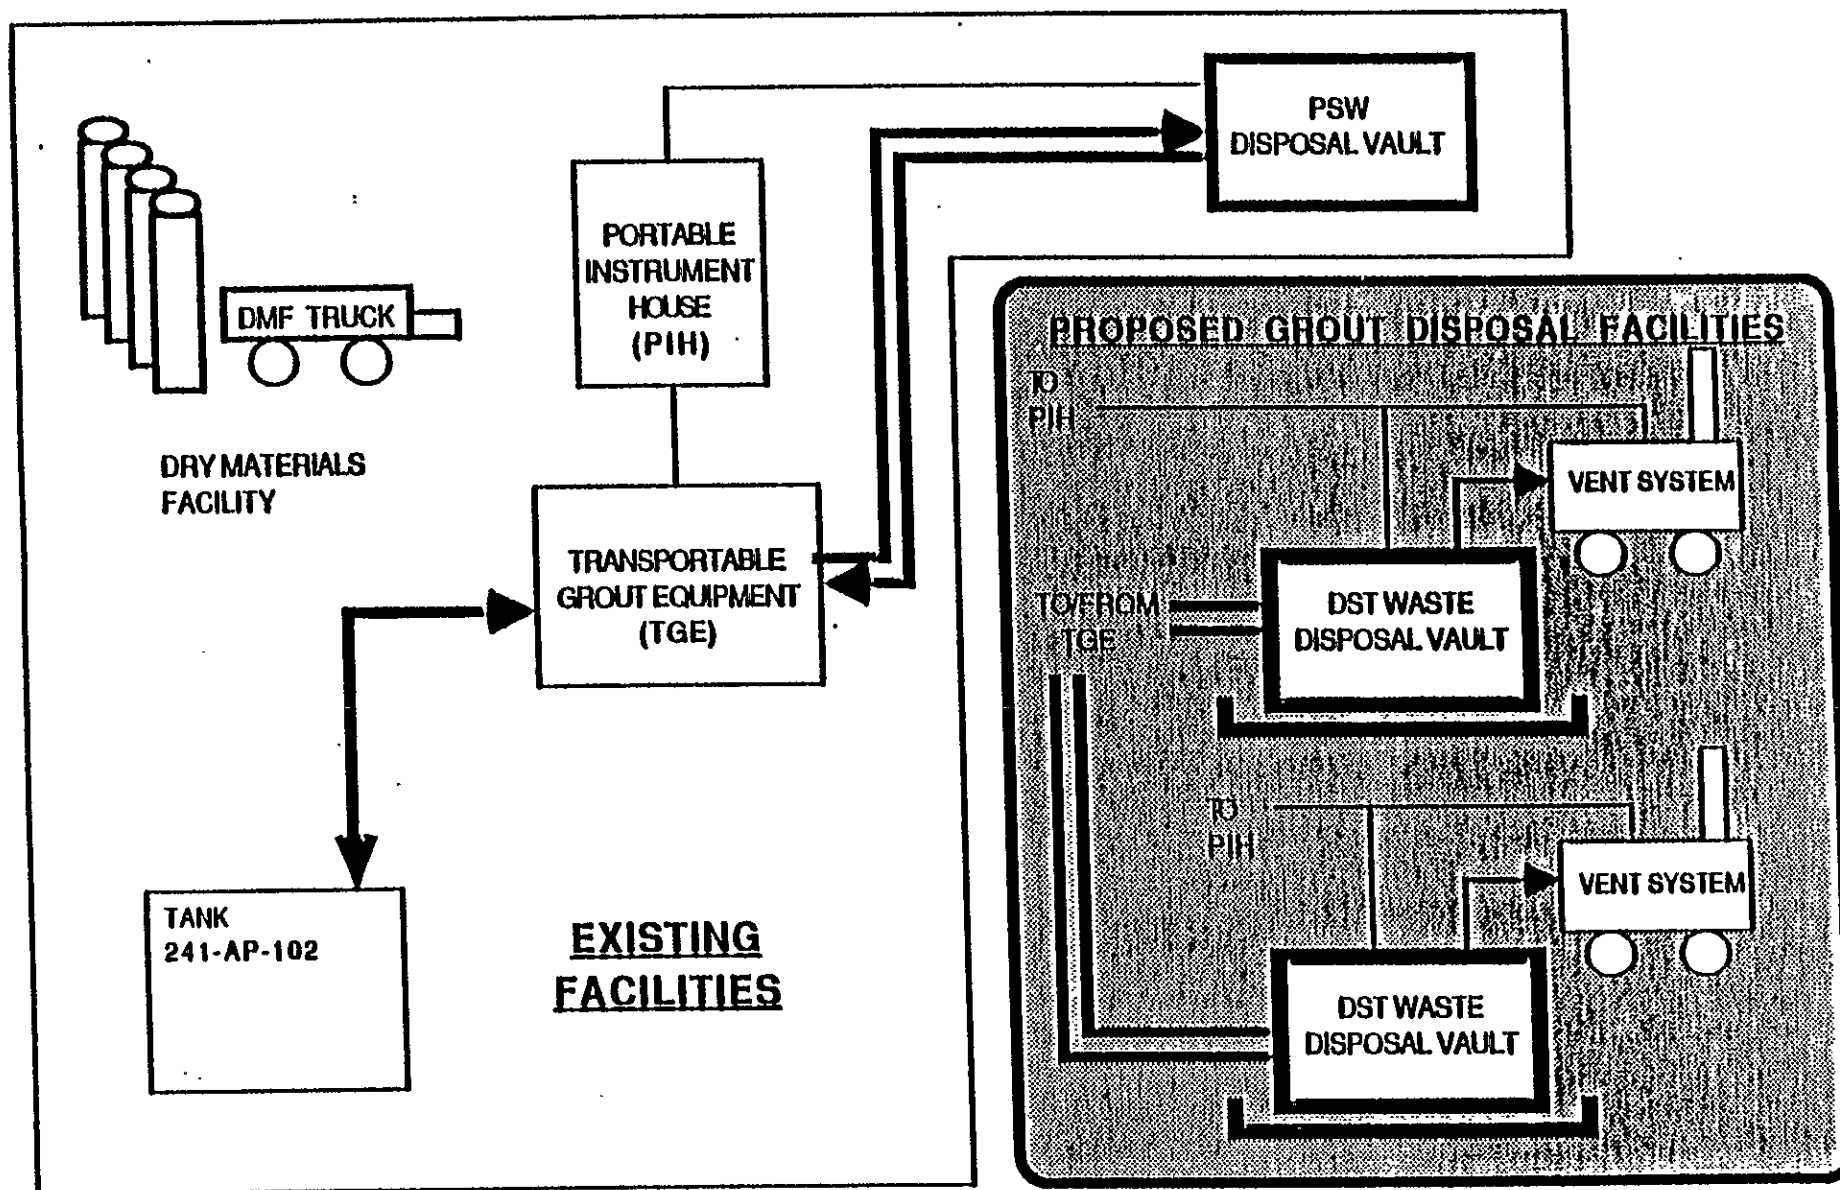 PSW
DISPOSAL VAULT
PORTABLE
INSTRUMENT
HOUSE
(PIH)
DMF TRUCK
DRY MATERIALS
FACILITY
TRANSPORTABLE
GROUT EQUIPMENT
(TGE)
TANK
241-AP-102
EXISTING
FACILITIES
PROPOSED GROUT DISPOSAL FACILITIES
TO
PIH
VENT SYSTEM
TO/FROM
TGE
DST WASTE
DISPOSAL VAULT
TO
PIH
VENT SYSTEM
DST WASTE
DISPOSAL VAULT